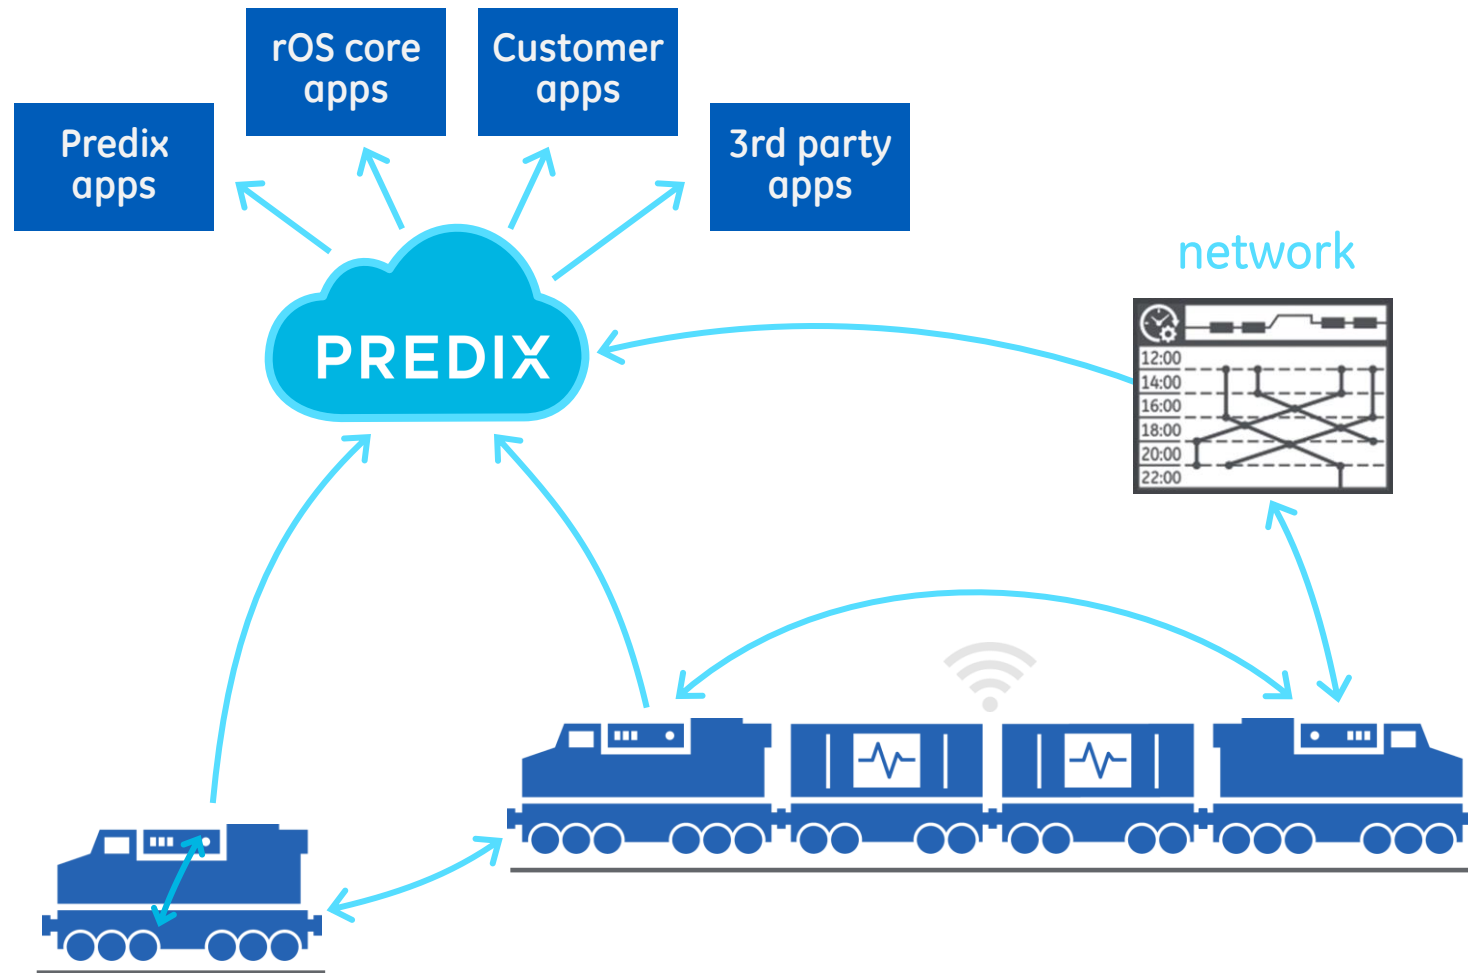 rOS core
apps
Customer
apps
Predix
apps
3rd party
apps
network
PREDIX
12:00
14:00
16:00
18:00
20:00
22:00